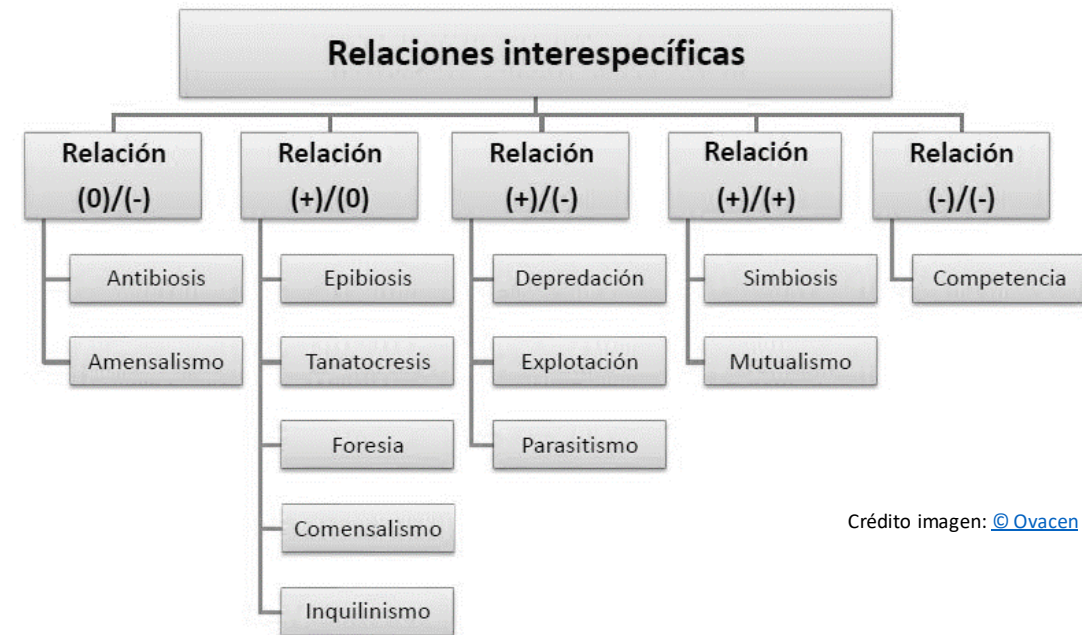 Relaciones interespecíficas
Relación
(0)/(-)
Antibiosis
Amensalismo
Relación
(+)/(0)
Epibiosis
Tanatocresis
Foresia
Comensalismo
Inquilinismo
Relación
(+)/(-)
Depredación
Explotación
Parasitismo
Relación
(+)/(+)
Simbiosis
Mutualismo
Relación
(-)/(-)
Competencia
Crédito imagen: © Ovacen